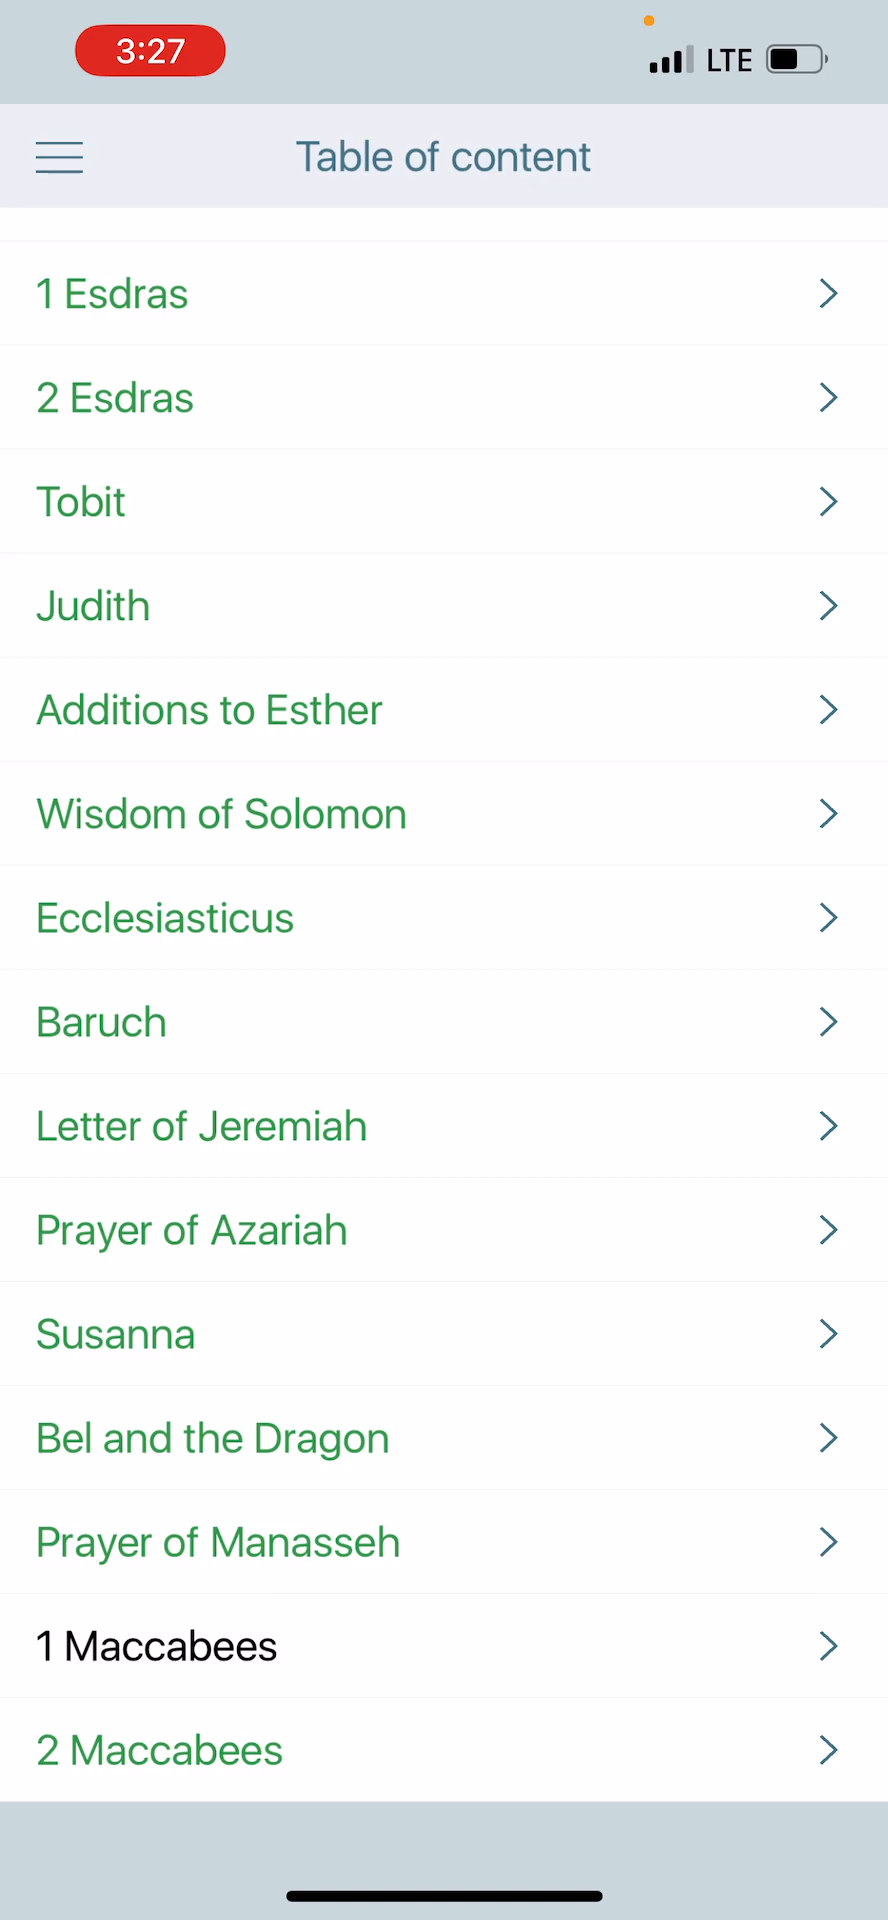 3:27
LTE
Table of content
1 Esdras
2 Esdras
Tobit
Judith
Additions to Esther
Wisdom of Solomon
Ecclesiasticus
Baruch
Letter of Jeremiah
Prayer of Azariah
Susanna
Bel and the Dragon
Prayer of Manasseh
1 Maccabees
2 Maccabees